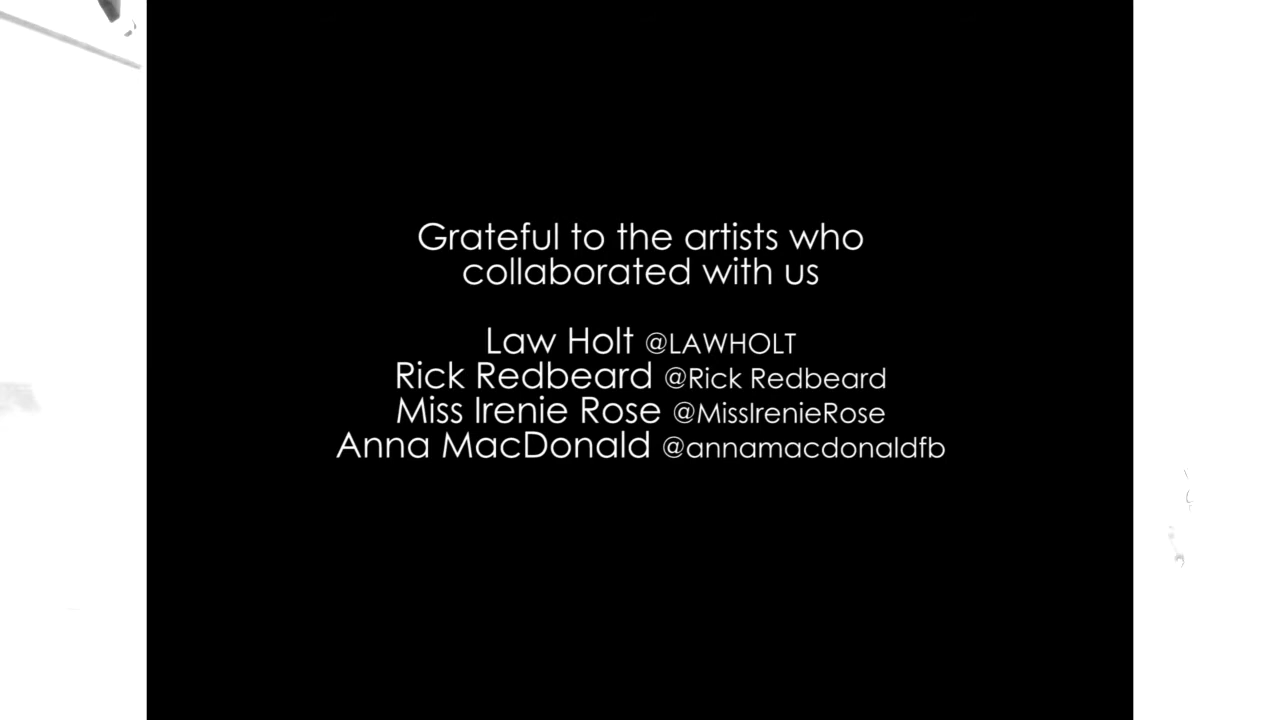 Grateful to the artists who
collaborated with us
Law Holt @LAWHOLT
Rick Redbeard @Rick Redbeard
Miss Irenie Rose @MissIrenieRose
Anna MacDonald @annamacdonaldfb